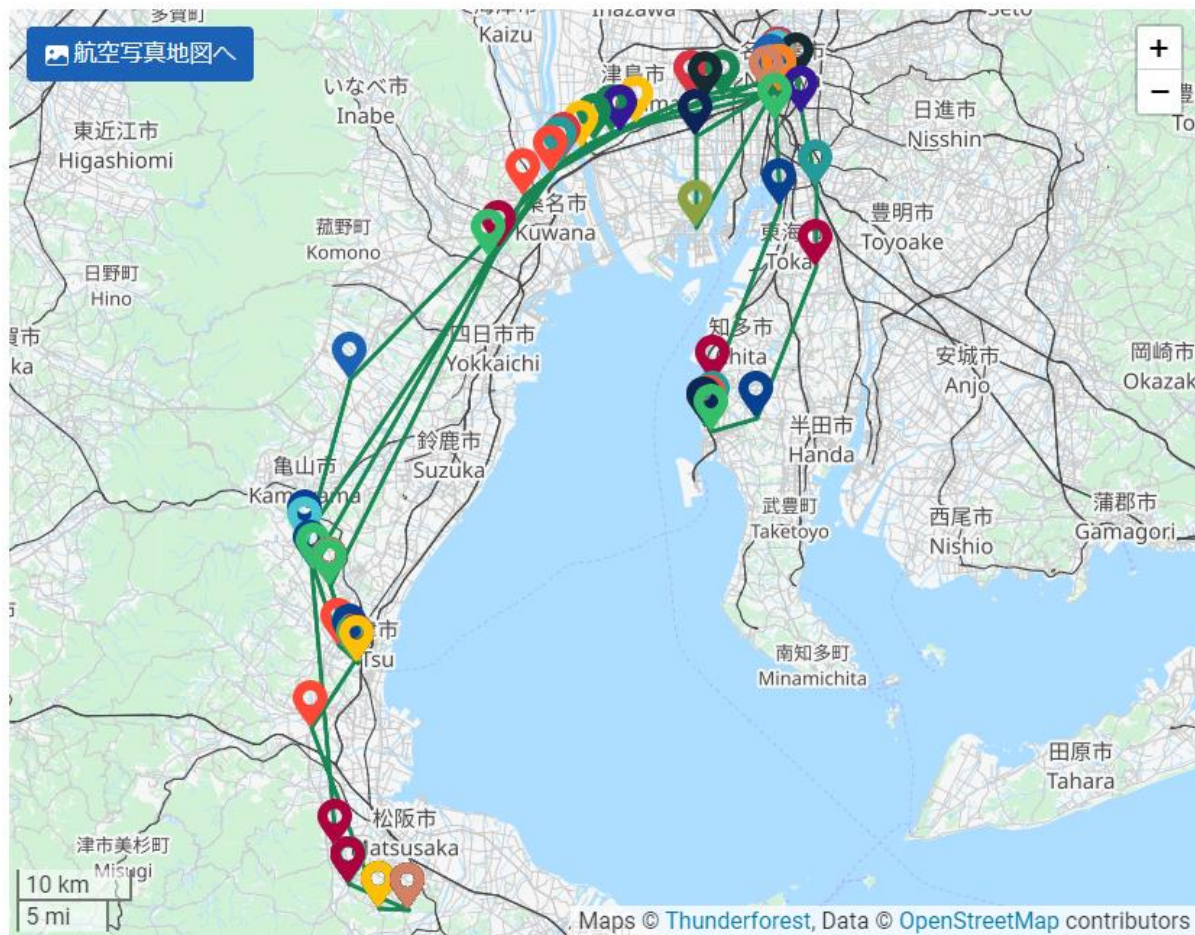 多賀町
Kaizu
Inazawa
Seto
航空写真地図へ
+
−
津島市
いなべ市
Inabe
東近江市
Higashiomi
日進市
Nisshin
桑名市
Kuwana
菰野町
Komono
豊明市
Toyoake
日野町
Hino
Toka
四日市市
Yokkaichi
知多市
Chita
安城市
Anjo
岡崎市
Okazak
鈴鹿市
Suzuka
半田市
Handa
亀山市
Kameyama
武豊町
Taketoyo
西尾市
Nishio
蒲郡市
Gamagori
津市
Tsu
南知多町
Minamichita
田原市
Tahara
松阪市
Matsusaka
津市美杉町
Misugi
10 km
5 mi
Maps © Thunderforest, Data © OpenStreetMap contributors